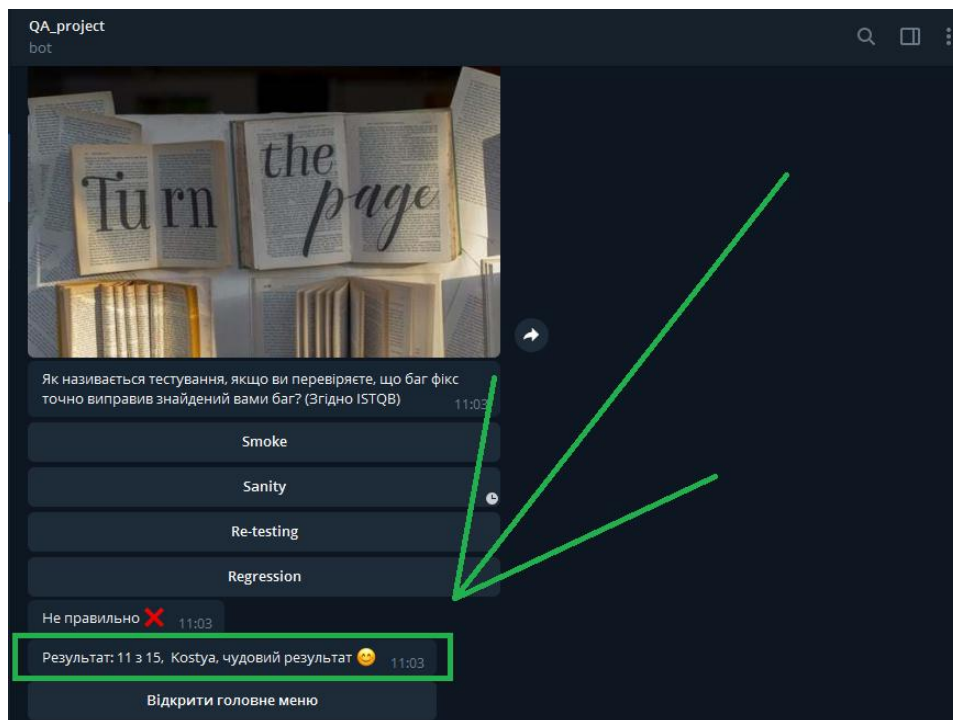 QA_project
bot
Turn the page
Як називається тестування, якщо ви перевіряєте, що баг фікс
точно виправив знайдений вами баг? (Згідно ISTQB)
11:03
Smoke
Sanity
Re-testing
Regression
Не правильно ❌ 11:03
Результат: 11 з 15, Kostya, чудовий результат 😊 11:03
Відкрити головне меню